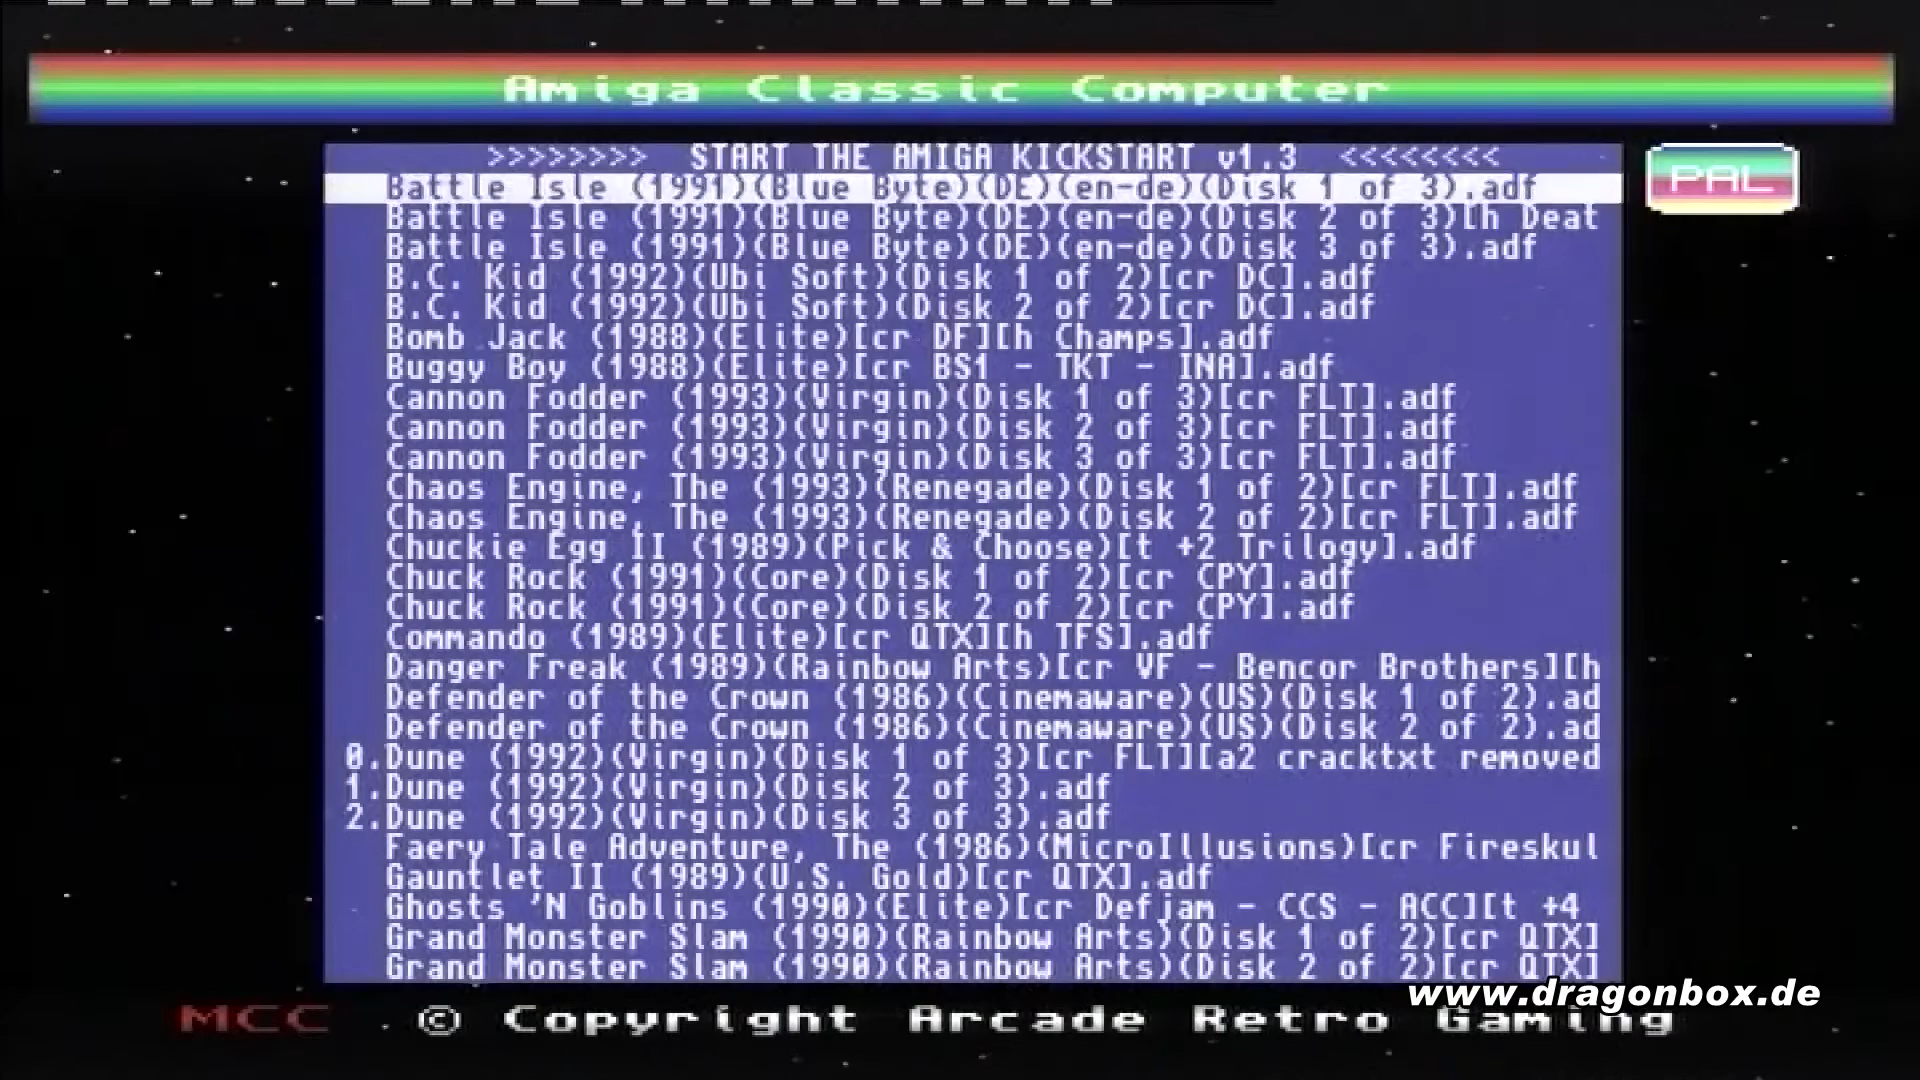 Amiga Classic Computer
>>>>>>>> START THE AMIGA KICKSTART v1.3 <<<<<<<<
PAL
Battle Isle (1991)(Blue Byte)(DE)(en-de)(Disk 1 of 3).adf
Battle Isle (1991)(Blue Byte)(DE)(en-de)(Disk 2 of 3)[h Deat
Battle Isle (1991)(Blue Byte)(DE)(en-de)(Disk 3 of 3).adf
B.C. Kid (1992)(Ubi Soft)(Disk 1 of 2)[cr DC].adf
B.C. Kid (1992)(Ubi Soft)(Disk 2 of 2)[cr DC].adf
Bomb Jack (1988)(Elite)[cr DF][h Champs].adf
Buggy Boy (1988)(Elite)[cr BS1 - TKT - INA].adf
Cannon Fodder (1993)(Virgin)(Disk 1 of 3)[cr FLT].adf
Cannon Fodder (1993)(Virgin)(Disk 2 of 3)[cr FLT].adf
Cannon Fodder (1993)(Virgin)(Disk 3 of 3)[cr FLT].adf
Chaos Engine, The (1993)(Renegade)(Disk 1 of 2)[cr FLT].adf
Chaos Engine, The (1993)(Renegade)(Disk 2 of 2)[cr FLT].adf
Chuckie Egg II (1989)(Pick & Choose)[t +2 Trilogy].adf
Chuck Rock (1991)(Core)(Disk 1 of 2)[cr CPY].adf
Chuck Rock (1991)(Core)(Disk 2 of 2)[cr CPY].adf
Commando (1989)(Elite)[cr QTX][h TFS].adf
Danger Freak (1989)(Rainbow Arts)[cr VF - Bencor Brothers][h
Defender of the Crown (1986)(Cinemaware)(US)(Disk 1 of 2).ad
Defender of the Crown (1986)(Cinemaware)(US)(Disk 2 of 2).ad
0.Dune (1992)(Virgin)(Disk 1 of 3)[cr FLT][a2 cracktxt removed
1.Dune (1992)(Virgin)(Disk 2 of 3).adf
2.Dune (1992)(Virgin)(Disk 3 of 3).adf
Faery Tale Adventure, The (1986)(MicroIllusions)[cr Fireskul
Gauntlet II (1989)(U.S. Gold)[cr QTX].adf
Ghosts 'N Goblins (1990)(Elite)[cr Defjam - CCS - ACC][t +4
Grand Monster Slam (1990)(Rainbow Arts)(Disk 1 of 2)[cr QTX]
Grand Monster Slam (1990)(Rainbow Arts)(Disk 2 of 2)[cr QTX]
www.dragonbox.de
MCC © Copyright Arcade Retro Gaming